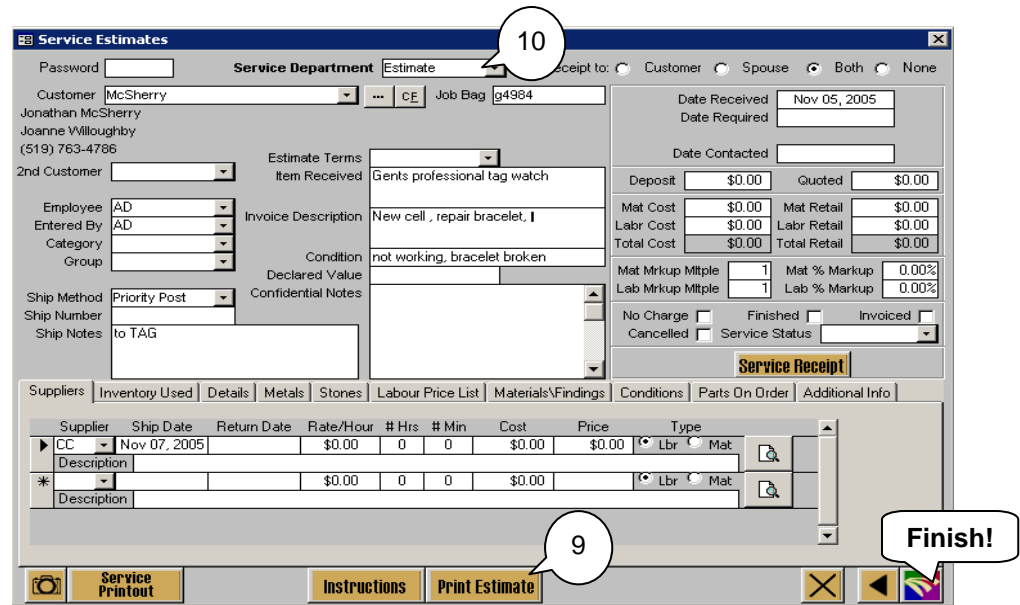 Service Estimates
10
Password Service Department Estimate eceipt to: Customer Spouse Both None
Customer McSherry ... CF Job Bag g4984
Jonathan McSherry
Joanne Willoughby
(519) 763-4786
2nd Customer
Employee AD
Entered By AD
Category
Group
Ship Method Priority Post
Ship Number
Ship Notes to TAG
Estimate Terms
Item Received Gents professional tag watch
Invoice Description New cell , repair bracelet,
Condition not working, bracelet broken
Declared Value
Confidential Notes
Date Received Nov 05, 2005
Date Required
Date Contacted
Deposit $0.00 Quoted $0.00
Mat Cost $0.00 Mat Retail $0.00
Labr Cost $0.00 Labr Retail $0.00
Total Cost $0.00 Total Retail $0.00
Mat Mrkup Mltple 1 Mat % Markup 0.00%
Lab Mrkup Mltple 1 Lab % Markup 0.00%
No Charge Finished Invoiced
Cancelled Service Status
Service Receipt
Suppliers Inventory Used Details Metals Stones Labour Price List Materials\Findings Conditions Parts On Order Additional Info
Supplier Ship Date Return Date Rate/Hour # Hrs # Min Cost Price Type
CC Nov 07, 2005 $0.00 0 0 $0.00 $0.00 Lbr Mat
Description
* $0.00 0 0 $0.00 Lbr Mat
Description
9
Finish!
Service Printout Instructions Print Estimate